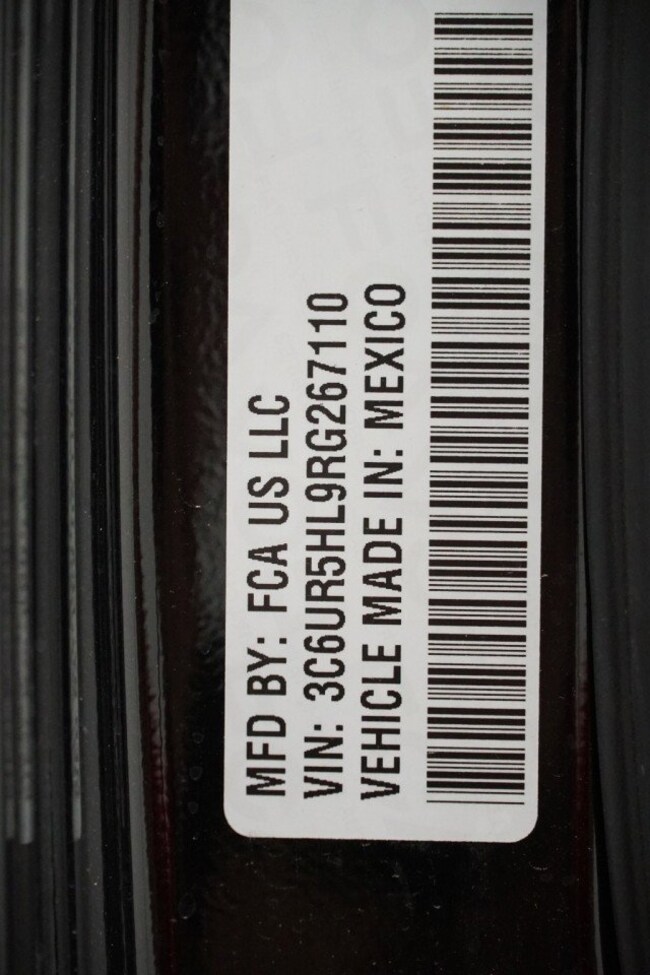 MFD BY: FCA US LLC
VIN: 3C6UR5HL9RG267110
VEHICLE MADE IN: MEXICO